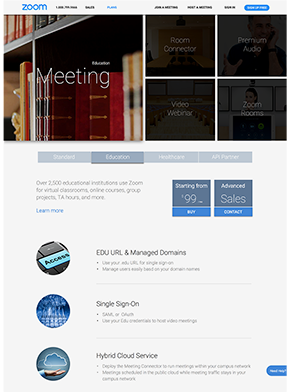 zoom 1.888.799.9666 SALES PLANS JOIN A MEETING HOST A MEETING SIGN IN SIGN UP, IT'S FREE
Education
Meeting
Room
Connector
Premium
Audio
Video
Webinar
Zoom
Rooms
Standard Education Healthcare API Partner
Over 2,500 educational institutions use Zoom
for virtual classrooms, online courses, group
projects, TA hours, and more.
Learn more
Starting from
$99
BUY
Advanced
Sales
CONTACT
Access
EDU URL & Managed Domains
• Use your .edu URL for single sign-on
• Manage users easily based on your domain names
Single Sign-On
• SAML or OAuth
• Use your Edu credentials to host video meetings
Hybrid Cloud Service
• Deploy the Meeting Connector to run meetings within your campus network
• Meetings scheduled in the public cloud while meeting traffic stays in your
campus network
Need help?